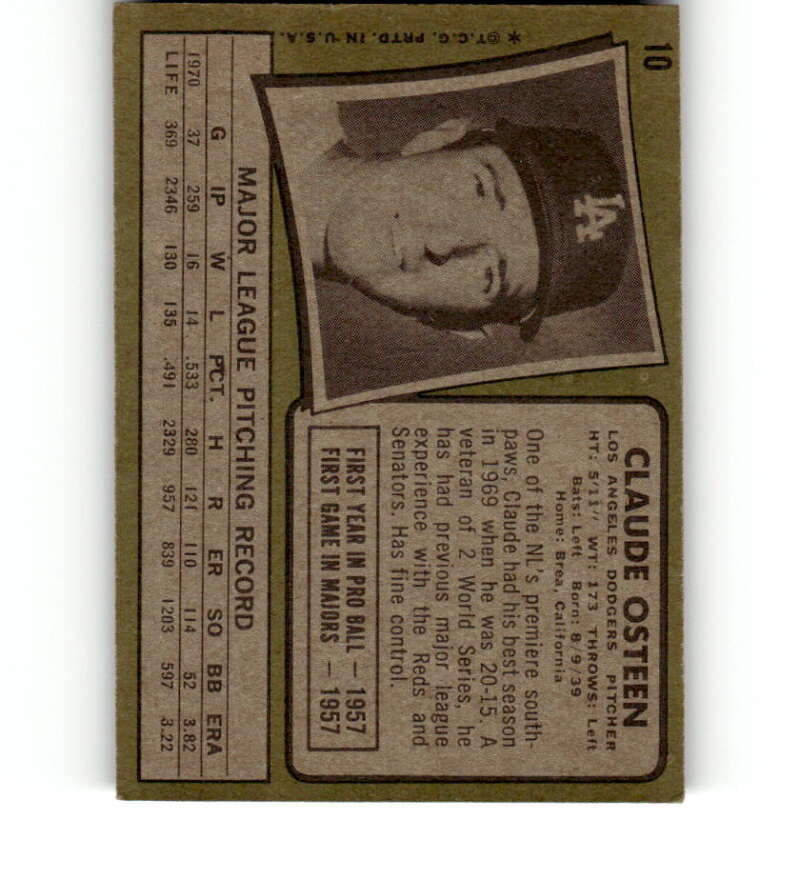 10
* © T.C.G. PRTD. IN U.S.A.
LA
CLAUDE OSTEEN
LOS ANGELES DODGERS PITCHER
HT: 5'11" WT: 173 THROWS: Left
Bats: Left Born: 8/9/39
Home: Brea, California
One of the NL's premiere south-
paws, Claude had his best season
in 1969 when he was 20-15. A
veteran of 2 World Series, he
has had previous major league
experience with the Reds and
Senators. Has fine control.
FIRST YEAR IN PRO BALL — 1957
FIRST GAME IN MAJORS — 1957
MAJOR LEAGUE PITCHING RECORD
G IP W L PCT. H R ER SO BB ERA
1970 37 259 16 14 .533 280 121 110 114 52 3.82
LIFE 369 2346 130 135 .491 2329 957 839 1203 597 3.22